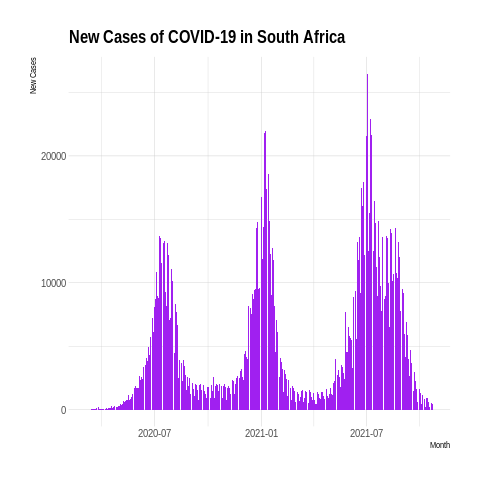 New Cases of COVID-19 in South Africa
New Cases
20000
10000
0
2020-07
2021-01
2021-07
Month